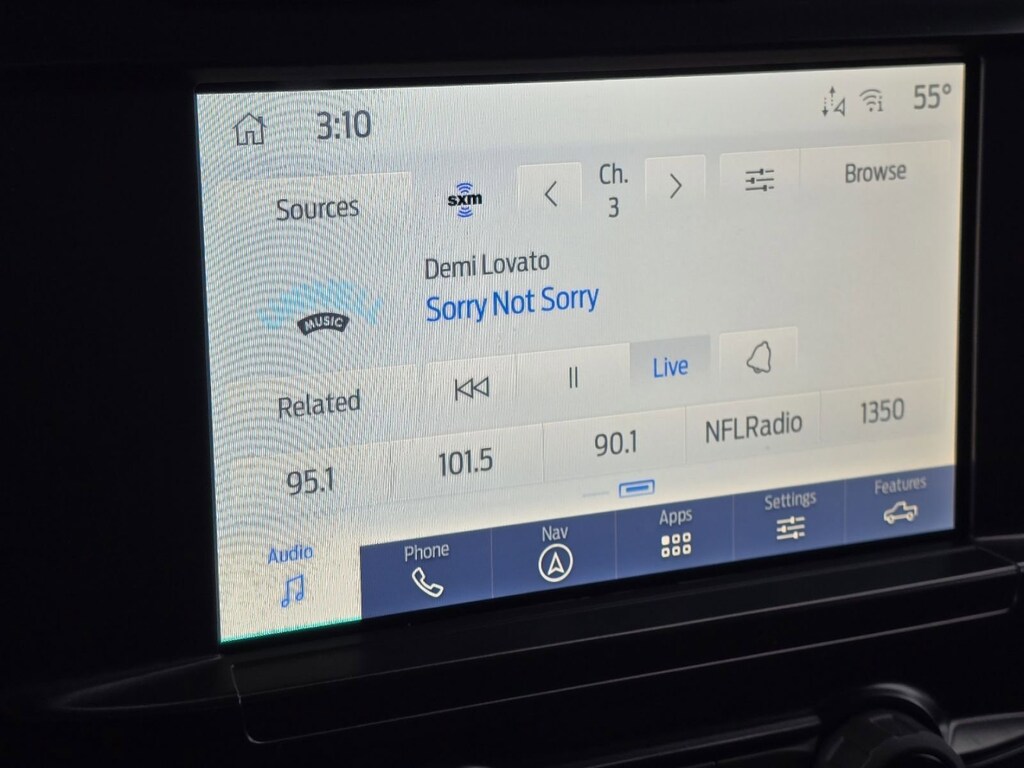 3:10
55°
Sources
sxm
Ch.
3
Browse
Demi Lovato
Sorry Not Sorry
MUSIC
Related
Live
95.1
101.5
90.1
NFLRadio
1350
Audio
Phone
Nav
Apps
Settings
Features